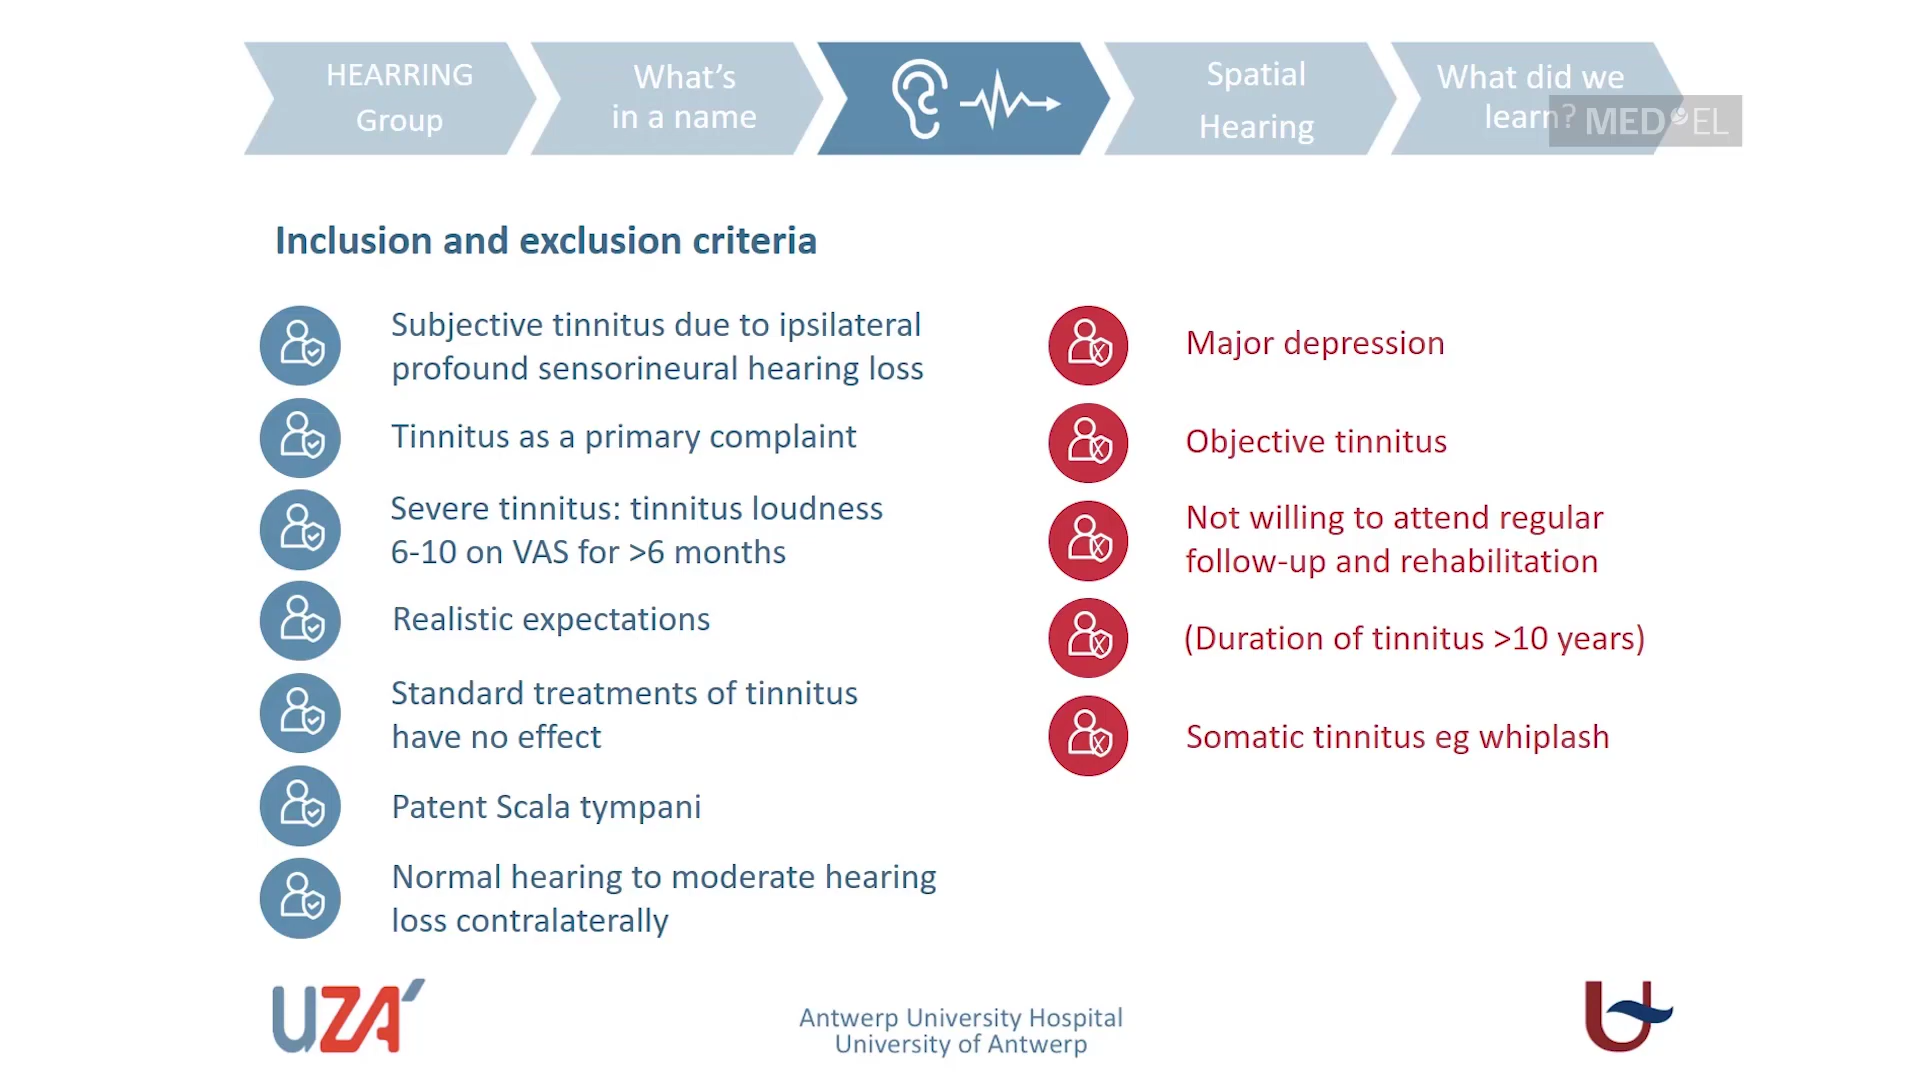 HEARRING
Group
What's
in a name
Spatial
Hearing
What did we
learn?
MED EL
Inclusion and exclusion criteria
Subjective tinnitus due to ipsilateral
profound sensorineural hearing loss
Tinnitus as a primary complaint
Severe tinnitus: tinnitus loudness
6-10 on VAS for >6 months
Realistic expectations
Standard treatments of tinnitus
have no effect
Patent Scala tympani
Normal hearing to moderate hearing
loss contralaterally
Major depression
Objective tinnitus
Not willing to attend regular
follow-up and rehabilitation
(Duration of tinnitus >10 years)
Somatic tinnitus eg whiplash
UZA'
Antwerp University Hospital
University of Antwerp